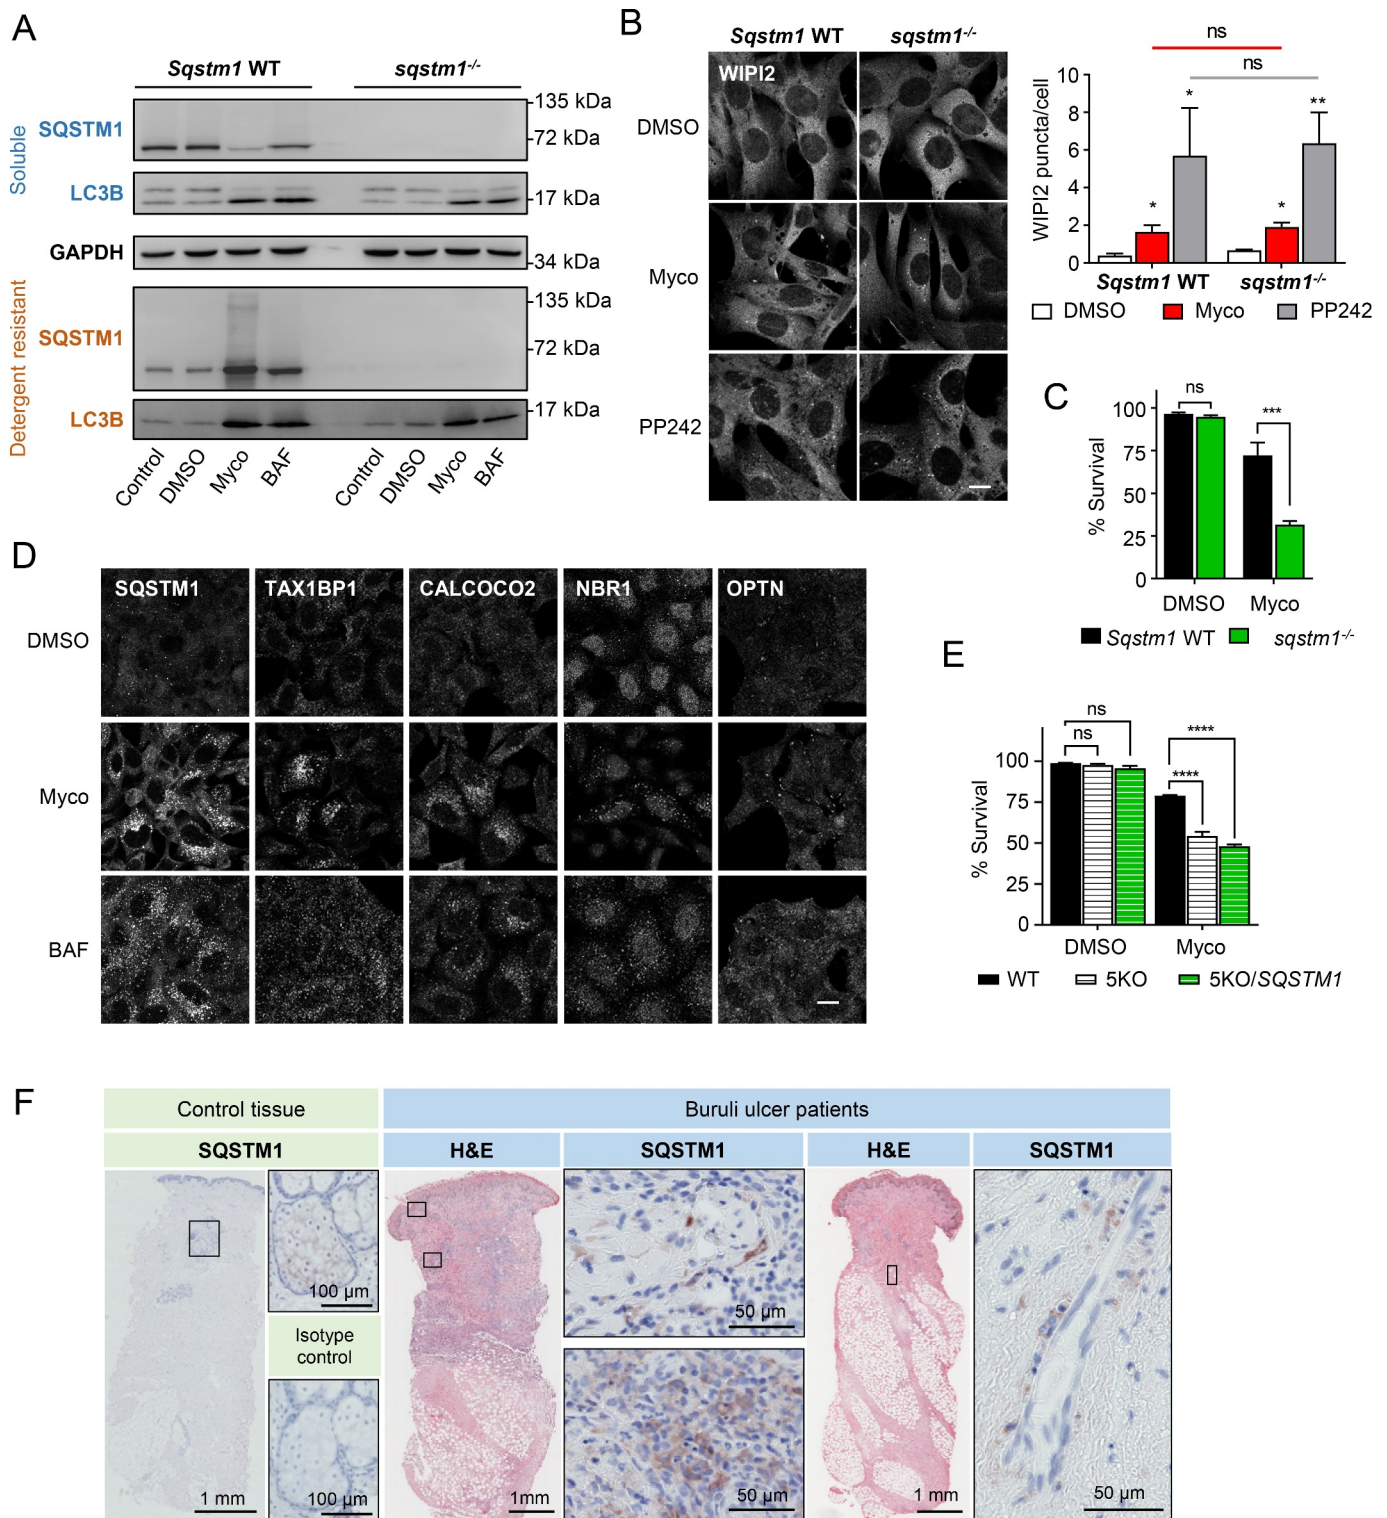 A
Sqstm1 WT
sqstm1-/-
Soluble
SQSTM1
-135 kDa
-72 kDa
LC3B
-17 kDa
GAPDH
-34 kDa
Detergent resistant
SQSTM1
-135 kDa
-72 kDa
LC3B
-17 kDa
Control
DMSO
Myco
BAF
Control
DMSO
Myco
BAF
B
Sqstm1 WT
sqstm1-/-
WIPI2
DMSO
Myco
PP242
ns
ns
WIPI2 puncta/cell
10
8
6
4
2
0
*
*
*
**
Sqstm1 WT
sqstm1-/-
DMSO
Myco
PP242
C
% Survival
100
75
50
25
0
ns
***
DMSO
Myco
Sqstm1 WT
sqstm1-/-
D
SQSTM1
TAX1BP1
CALCOCO2
NBR1
OPTN
DMSO
Myco
BAF
E
% Survival
100
75
50
25
0
ns
ns
****
****
DMSO
Myco
WT
5KO
5KO/SQSTM1
F
Control tissue
Buruli ulcer patients
SQSTM1
H&E
SQSTM1
H&E
SQSTM1
100 µm
Isotype
control
1 mm
100 µm
1mm
50 µm
50 µm
1 mm
50 µm